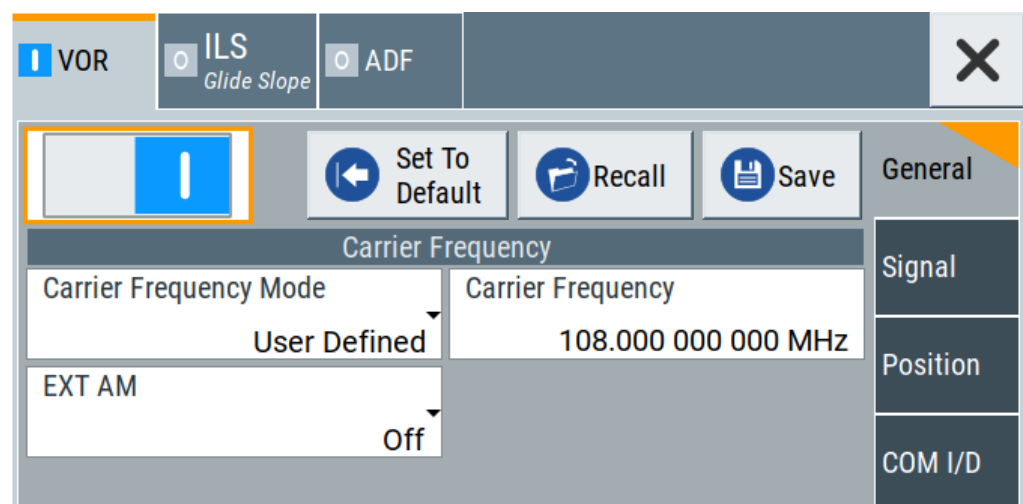 VOR
ILS
Glide Slope
ADF
Set To
Default
Recall
Save
General
Carrier Frequency
Signal
Carrier Frequency Mode
User Defined
Carrier Frequency
108.000 000 000 MHz
Position
EXT AM
Off
COM I/D